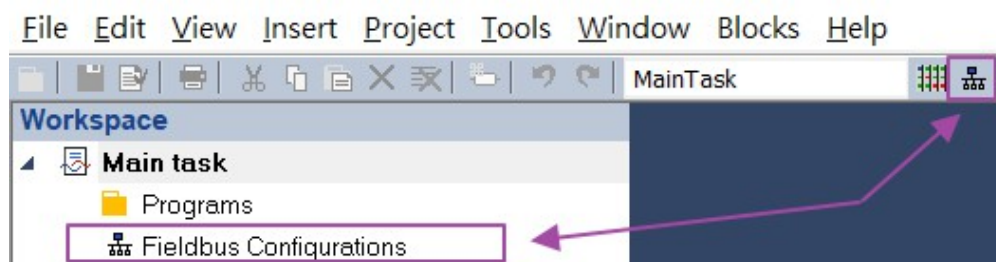 File Edit View Insert Project Tools Window Blocks Help
MainTask
Workspace
Main task
Programs
Fieldbus Configurations